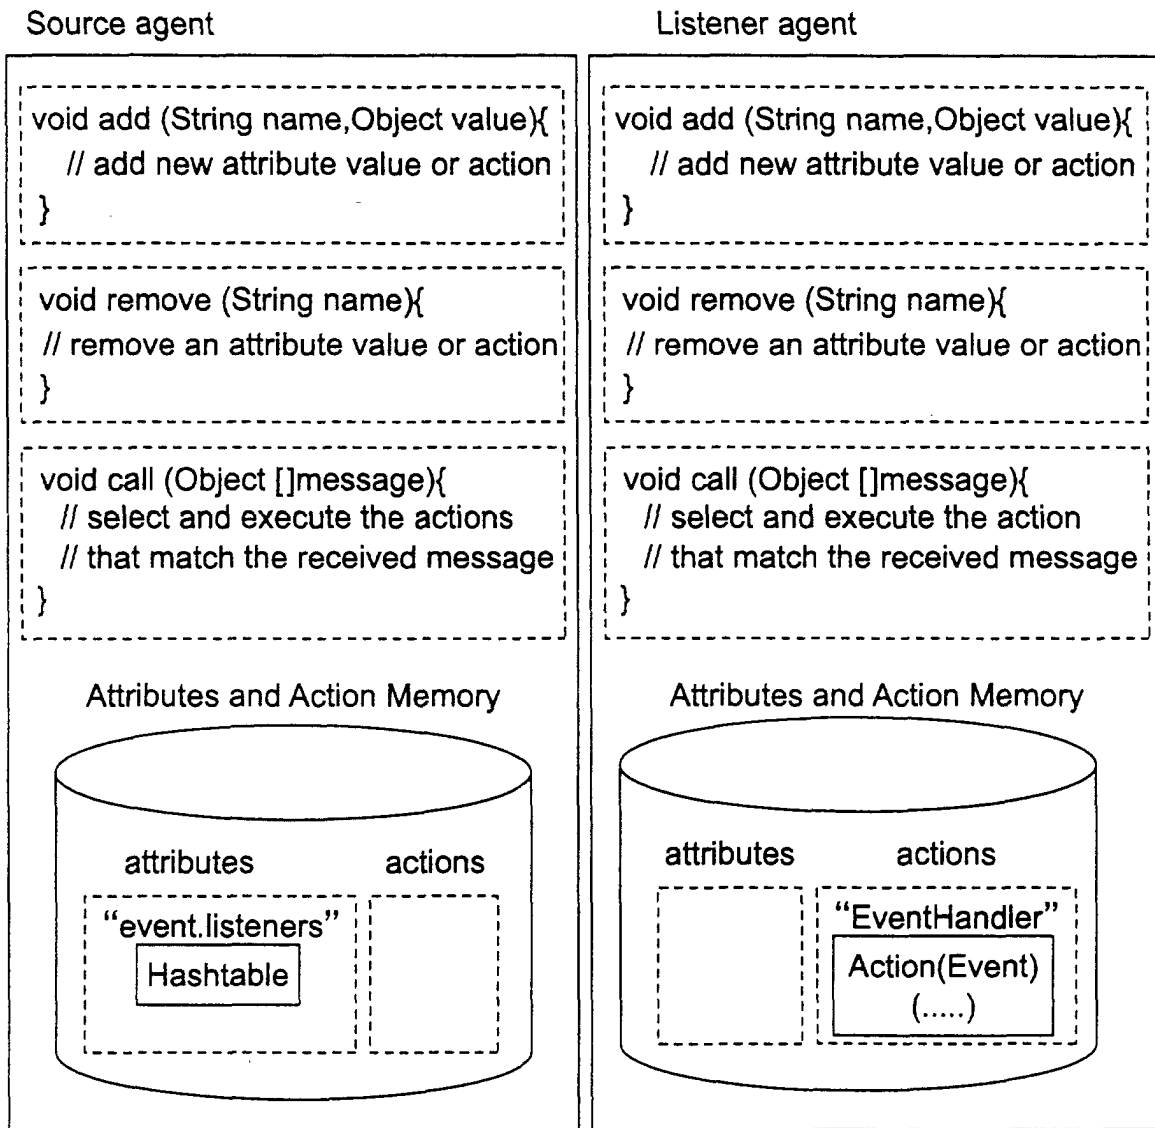 Source agent
void add (String name,Object value){
// add new attribute value or action
}
void remove (String name){
// remove an attribute value or action
}
void call (Object []message){
// select and execute the actions
// that match the received message
}
Attributes and Action Memory
attributes
actions
“event.listeners”
Hashtable
Listener agent
void add (String name,Object value){
// add new attribute value or action
}
void remove (String name){
// remove an attribute value or action
}
void call (Object []message){
// select and execute the action
// that match the received message
}
Attributes and Action Memory
attributes
actions
“EventHandler”
Action(Event)
(.....)